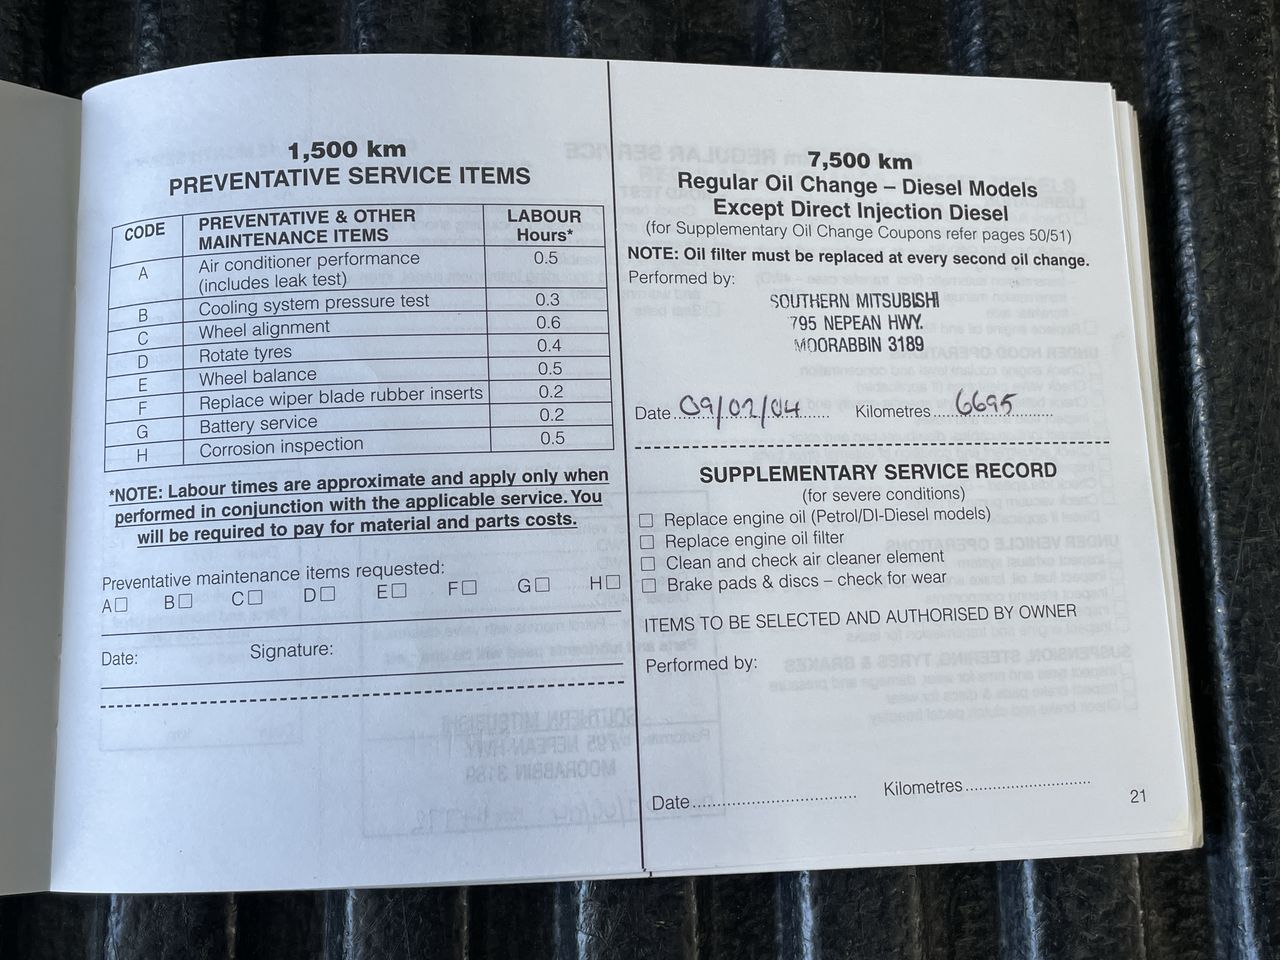 1,500 km
PREVENTATIVE SERVICE ITEMS
CODE PREVENTATIVE & OTHER MAINTENANCE ITEMS LABOUR Hours*
A Air conditioner performance (includes leak test) 0.5
B Cooling system pressure test 0.3
C Wheel alignment 0.6
D Rotate tyres 0.4
E Wheel balance 0.5
F Replace wiper blade rubber inserts 0.2
G Battery service 0.2
H Corrosion inspection 0.5
*NOTE: Labour times are approximate and apply only when
performed in conjunction with the applicable service. You
will be required to pay for material and parts costs.
Preventative maintenance items requested:
A☐ B☐ C☐ D☐ E☐ F☐ G☐ H☐
Date: Signature:
7,500 km
Regular Oil Change – Diesel Models
Except Direct Injection Diesel
(for Supplementary Oil Change Coupons refer pages 50/51)
NOTE: Oil filter must be replaced at every second oil change.
Performed by:
SOUTHERN MITSUBISHI
795 NEPEAN HWY.
MOORABBIN 3189
Date 09/02/04 Kilometres 6695
SUPPLEMENTARY SERVICE RECORD
(for severe conditions)
☐ Replace engine oil (Petrol/DI-Diesel models)
☐ Replace engine oil filter
☐ Clean and check air cleaner element
☐ Brake pads & discs – check for wear
ITEMS TO BE SELECTED AND AUTHORISED BY OWNER
Performed by:
Date Kilometres
21